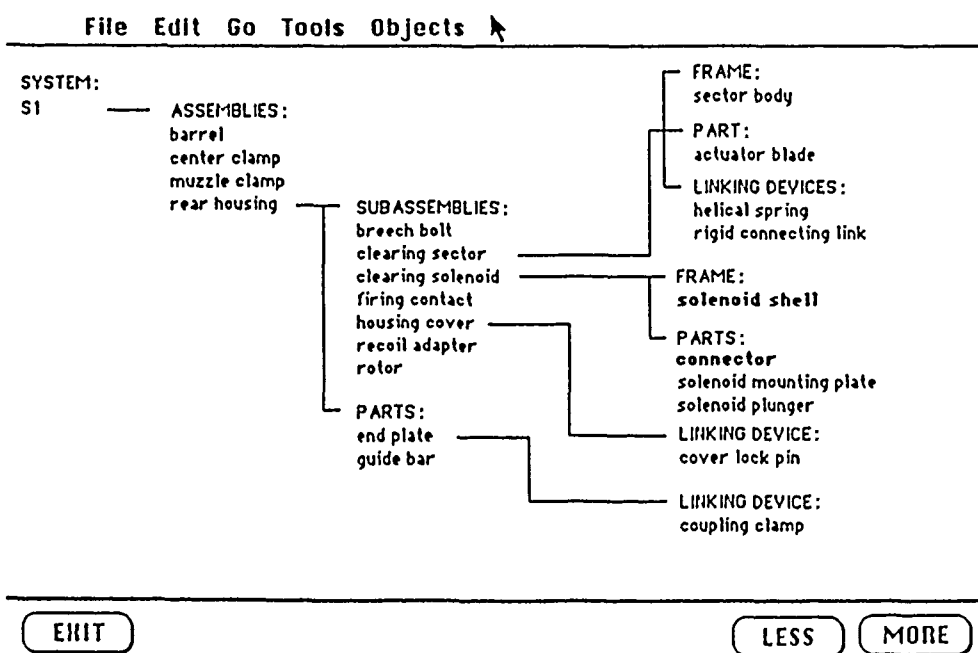 File Edit Go Tools Objects
SYSTEM:
S1
ASSEMBLIES:
barrel
center clamp
muzzle clamp
rear housing
SUBASSEMBLIES:
breech bolt
clearing sector
clearing solenoid
firing contact
housing cover
recoil adapter
rotor
PARTS:
end plate
guide bar
FRAME:
sector body
PART:
actuator blade
LINKING DEVICES:
helical spring
rigid connecting link
FRAME:
solenoid shell
PARTS:
connector
solenoid mounting plate
solenoid plunger
LINKING DEVICE:
cover lock pin
LINKING DEVICE:
coupling clamp
EXIT
LESS
MORE